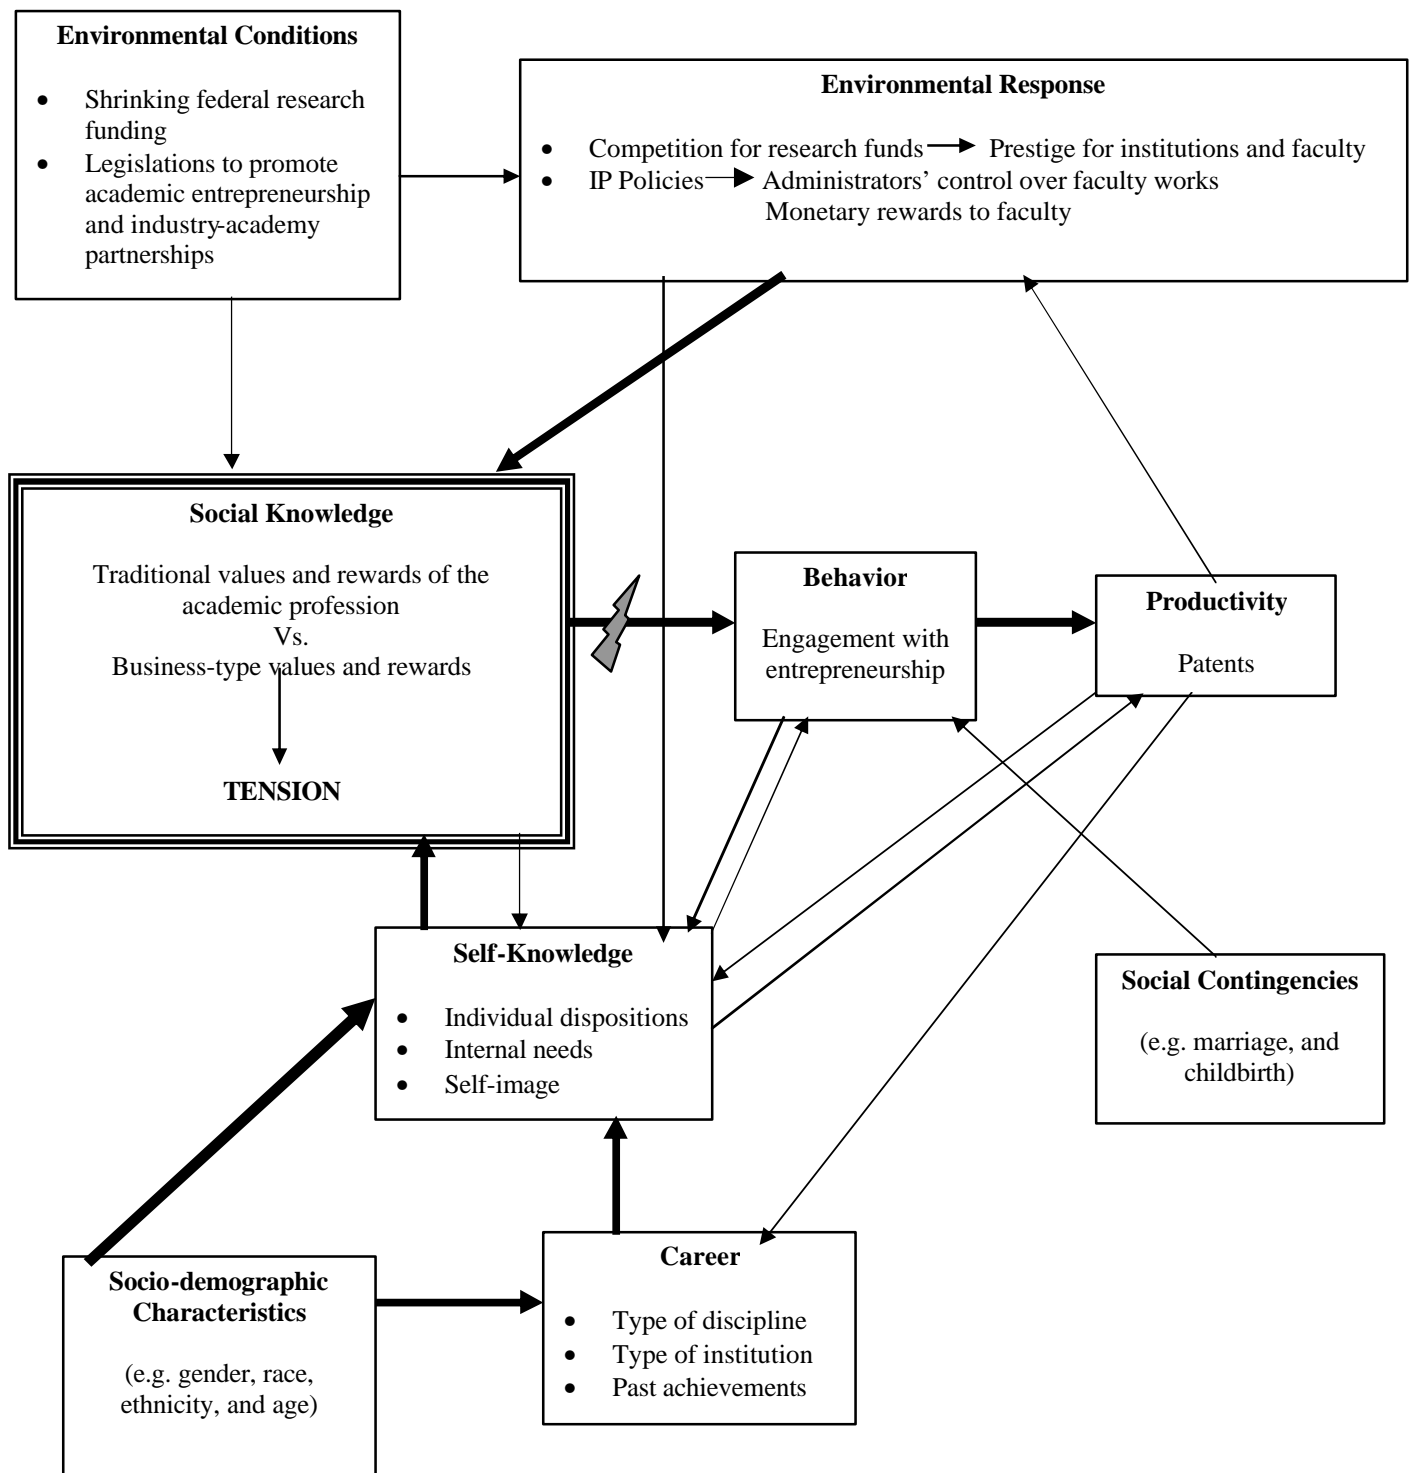 Environmental Conditions
• Shrinking federal research
funding
• Legislations to promote
academic entrepreneurship
and industry-academy
partnerships
Environmental Response
• Competition for research funds Prestige for institutions and faculty
• IP Policies Administrators’ control over faculty works
Monetary rewards to faculty
Social Knowledge
Traditional values and rewards of the
academic profession
Vs.
Business-type values and rewards
TENSION
Behavior
Engagement with
entrepreneurship
Productivity
Patents
Self-Knowledge
• Individual dispositions
• Internal needs
• Self-image
Social Contingencies
(e.g. marriage, and
childbirth)
Socio-demographic
Characteristics
(e.g. gender, race,
ethnicity, and age)
Career
• Type of discipline
• Type of institution
• Past achievements